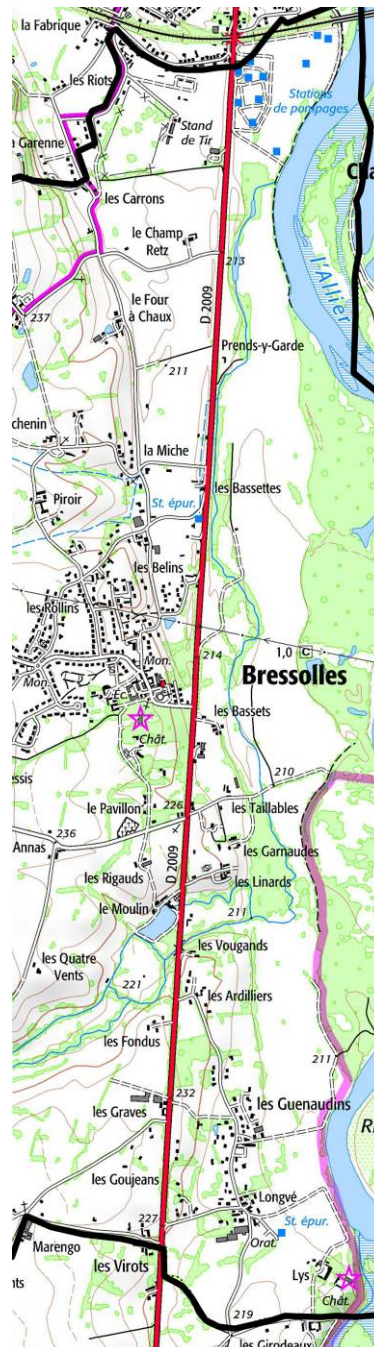 la Fabrique
les Riots
Stations
de pompages
Stand
de Tir
a Garenne
les Carrons
Cha
le Champ
Retz
l'Allier
213
237
le Four
à Chaux
D 2009
Prends-y-Garde
211
chenin
la Miche
Piroir
St. épur.
les Bassettes
les Belins
les Rollins
1,0 C
214
Mon.
Bressolles
Mon.
Éc.
les Bassets
Chât.
essis
210
le Pavillon
226
les Taillables
236
Annas
les Garnaudes
D 2009
les Rigauds
les Linards
le Moulin
211
les Vougands
les Quatre
Vents
221
les Ardilliers
les Fondus
211
232
les Guenaudins
les Graves
RI
les Goujeans
Longvé
227
St. épur.
Marengo
Orat.
les Virots
Lys
nts
Chât.
219
les Girodeaux